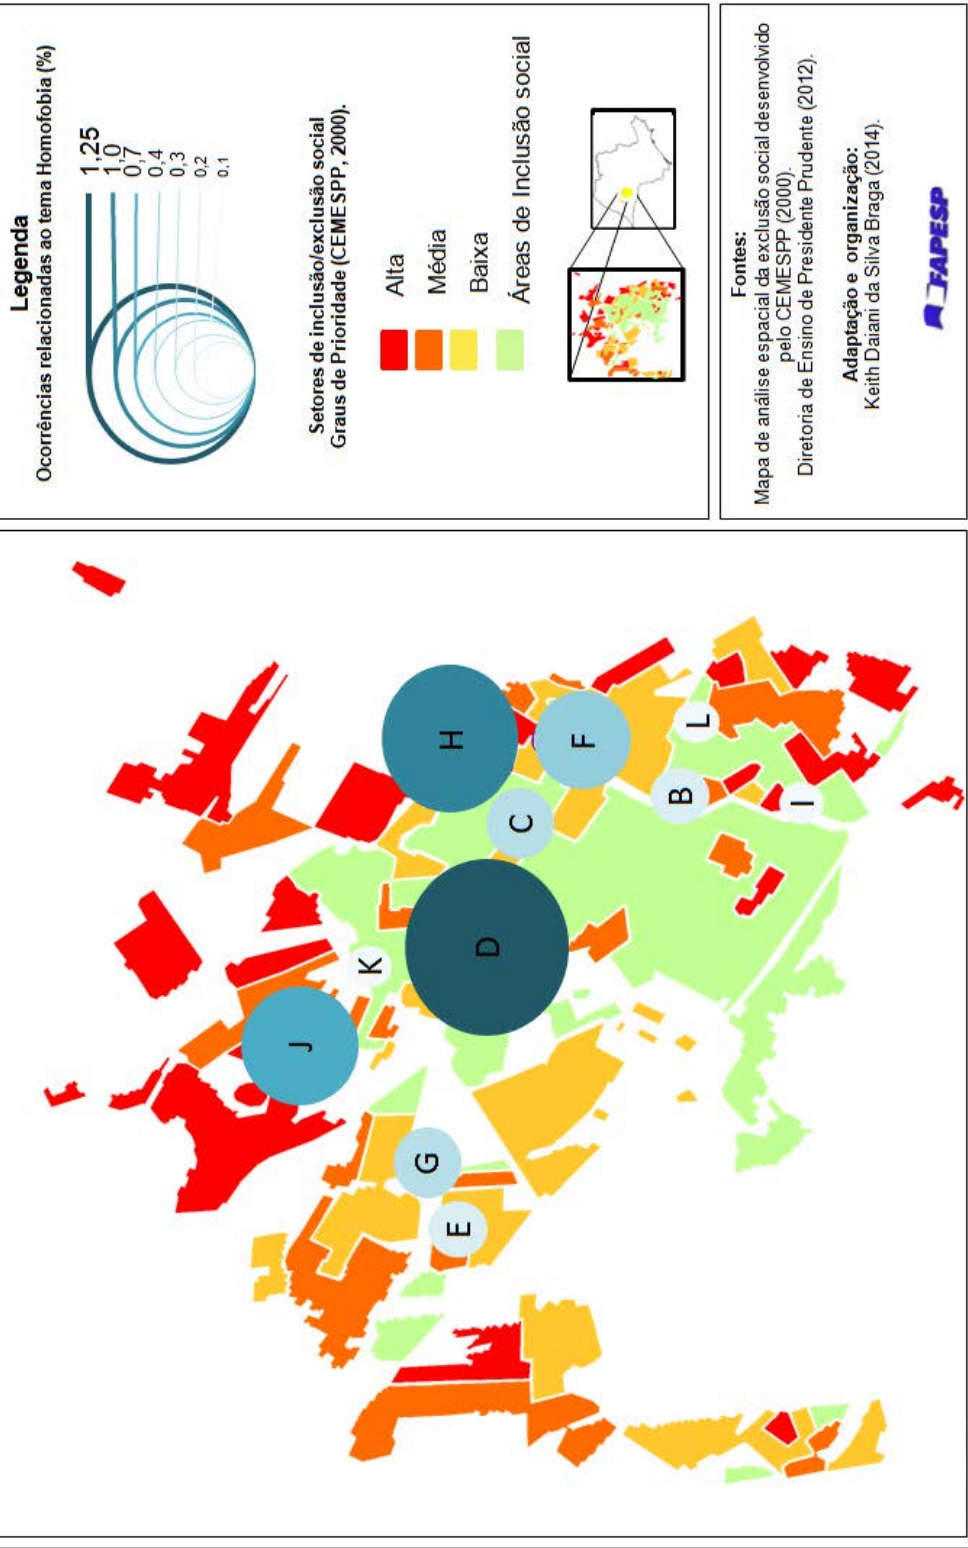 Legenda
Ocorrências relacionadas ao tema Homofobia (%)
1,25
1,0
0,7
0,4
0,3
0,2
0,1
Setores de inclusão/exclusão social
Graus de Prioridade (CEMESPP, 2000).
Alta
Média
Baixa
Áreas de Inclusão social
Fontes:
Mapa de análise espacial da exclusão social desenvolvido
pelo CEMESPP (2000).
Diretoria de Ensino de Presidente Prudente (2012).
Adaptação e organização:
Keith Daiani da Silva Braga (2014).
FAPESP
J
K
H
G
E
D
C
F
B
L
I